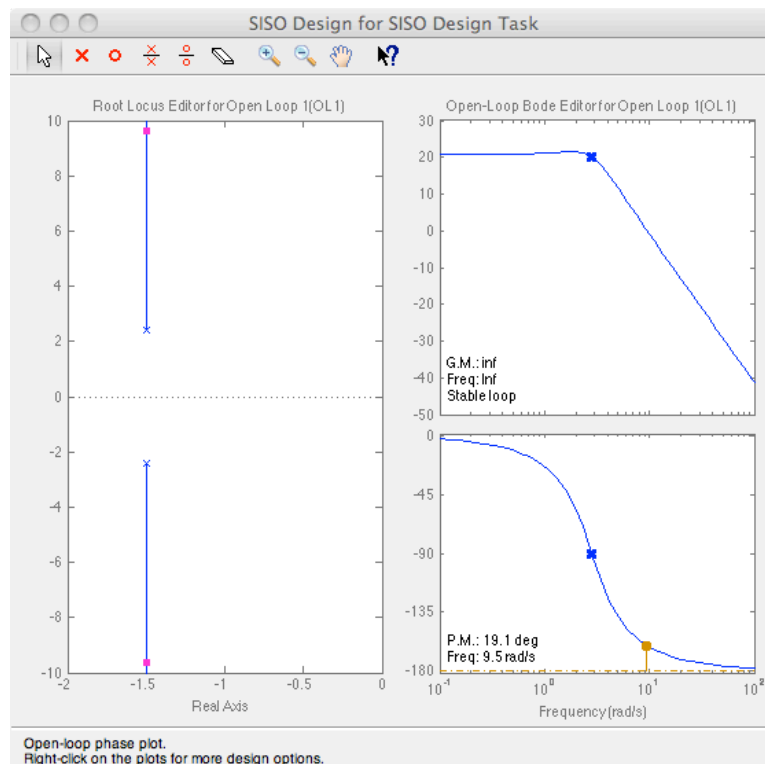 SISO Design for SISO Design Task
Root Locus Editor for Open Loop 1(OL1)
10
8
6
4
2
0
-2
-4
-6
-8
-10
-2
-1.5
-1
-0.5
0
Real Axis
Open-Loop Bode Editor for Open Loop 1(OL1)
30
20
10
0
-10
-20
-30
-40
-50
G.M.: inf
Freq: Inf
Stable loop
0
-45
-90
-135
-180
P.M.: 19.1 deg
Freq: 9.5 rad/s
10^-1
10^0
10^1
10^2
Frequency (rad/s)
Open-loop phase plot.
Right-click on the plots for more design options.